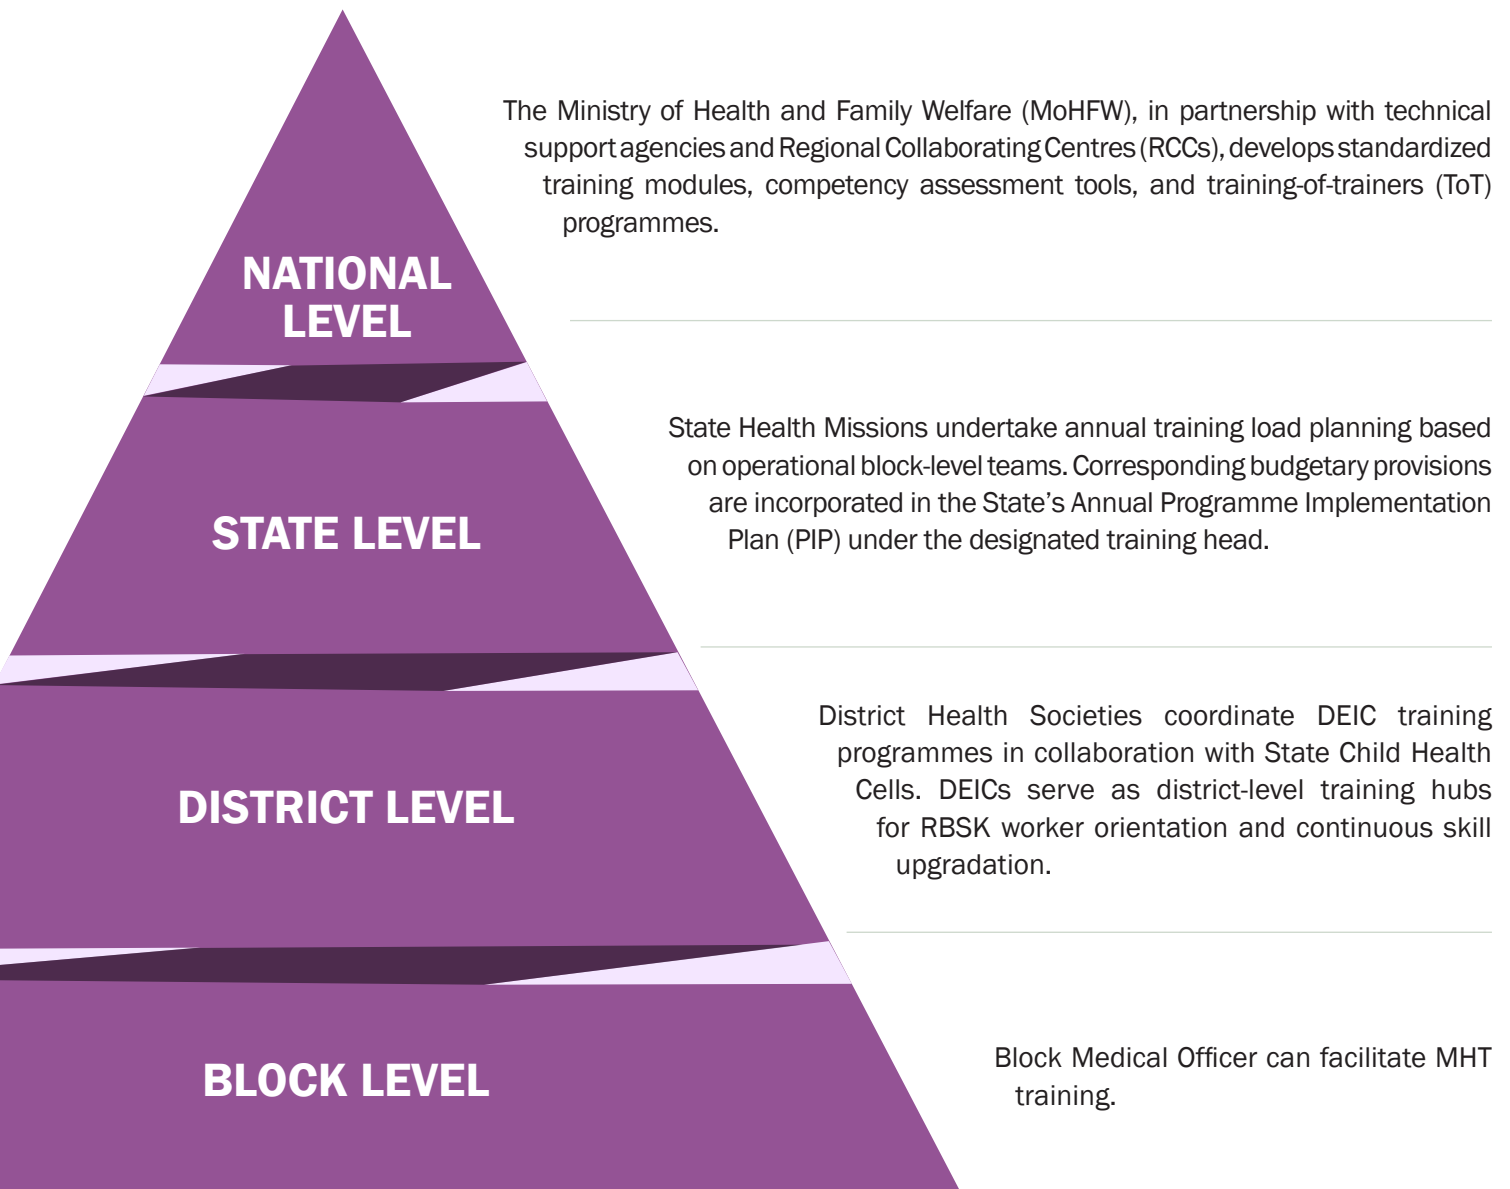 The Ministry of Health and Family Welfare (MoHFW), in partnership with technical
support agencies and Regional Collaborating Centres (RCCs), develops standardized
training modules, competency assessment tools, and training-of-trainers (ToT)
programmes.
NATIONAL
LEVEL
State Health Missions undertake annual training load planning based
on operational block-level teams. Corresponding budgetary provisions
are incorporated in the State’s Annual Programme Implementation
Plan (PIP) under the designated training head.
STATE LEVEL
District Health Societies coordinate DEIC training
programmes in collaboration with State Child Health
Cells. DEICs serve as district-level training hubs
for RBSK worker orientation and continuous skill
upgradation.
DISTRICT LEVEL
Block Medical Officer can facilitate MHT
training.
BLOCK LEVEL